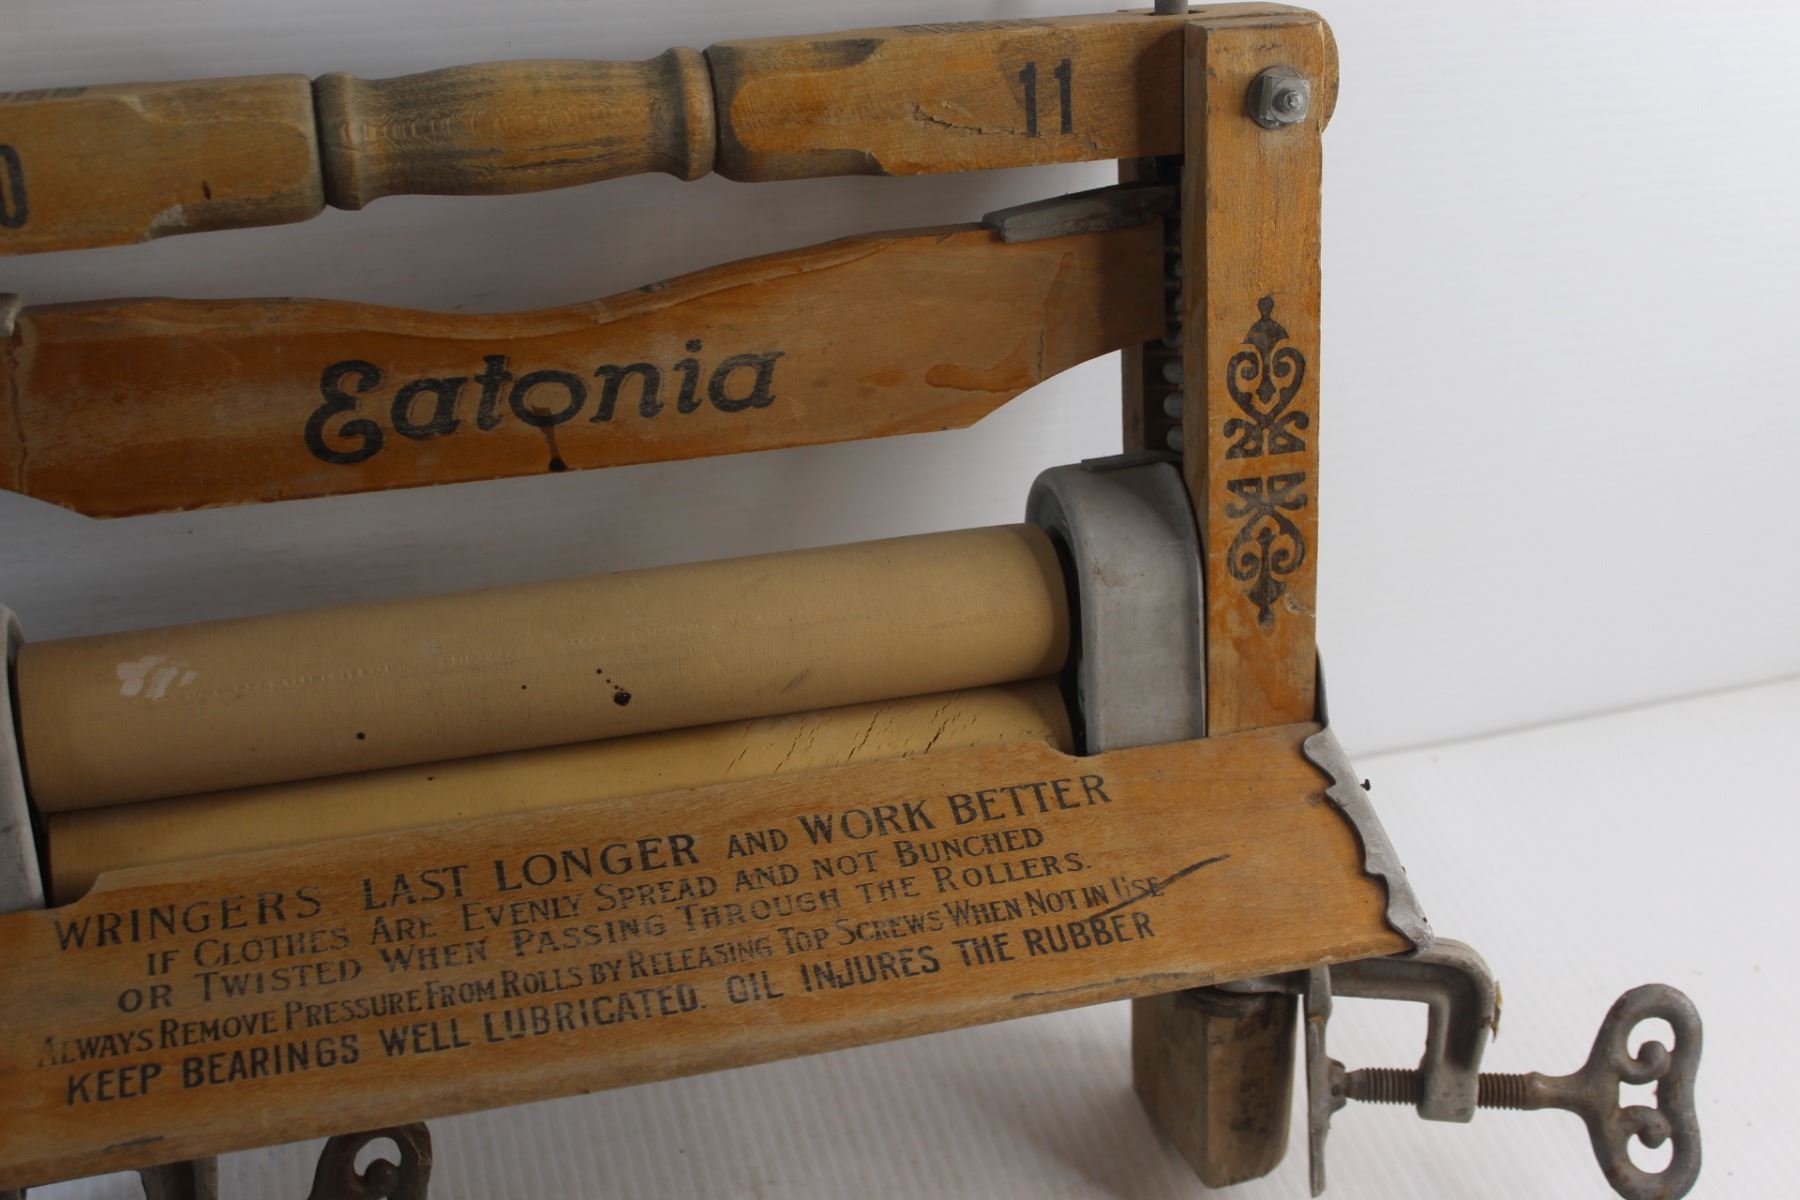 11
Eatonia
WRINGERS LAST LONGER AND WORK BETTER
IF CLOTHES ARE EVENLY SPREAD AND NOT BUNCHED
OR TWISTED WHEN PASSING THROUGH THE ROLLERS.
ALWAYS REMOVE PRESSURE FROM ROLLS BY RELEASING TOP SCREWS WHEN NOT IN USE
KEEP BEARINGS WELL LUBRICATED. OIL INJURES THE RUBBER